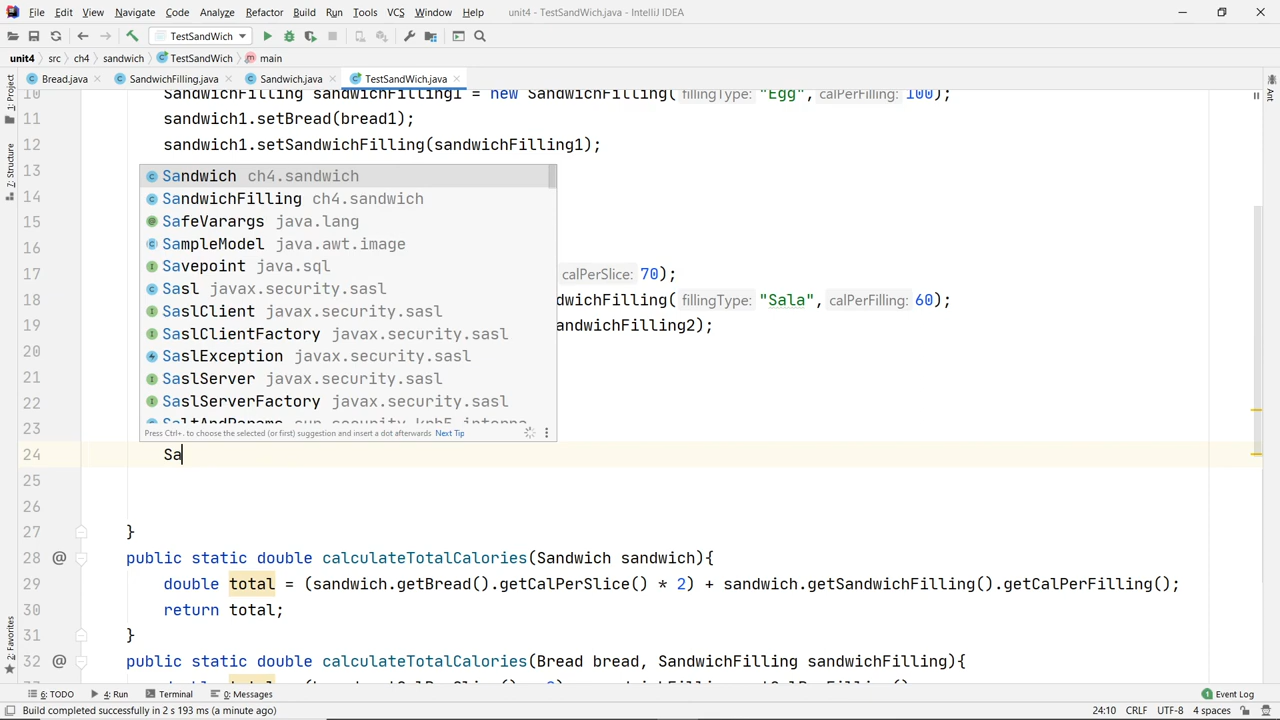 File Edit View Navigate Code Analyze Refactor Build Run Tools VCS Window Help unit4 - TestSandWich.java - IntelliJ IDEA
TestSandWich
unit4 src ch4 sandwich TestSandWich main
Bread.java SandwichFilling.java Sandwich.java TestSandWich.java
1: Project
Z: Structure
2: Favorites
Ant
10 SandwichFilling sandwichFilling1 = new SandwichFilling( fillingType: "Egg", calPerFilling: 100);
11 sandwich1.setBread(bread1);
12 sandwich1.setSandwichFilling(sandwichFilling1);
13
14
15
16
17 calPerSlice: 70);
18 dwichFilling( fillingType: "Sala", calPerFilling: 60);
19 andwichFilling2);
20
21
22
23
Sandwich ch4.sandwich
SandwichFilling ch4.sandwich
SafeVarargs java.lang
SampleModel java.awt.image
Savepoint java.sql
Sasl javax.security.sasl
SaslClient javax.security.sasl
SaslClientFactory javax.security.sasl
SaslException javax.security.sasl
SaslServer javax.security.sasl
SaslServerFactory javax.security.sasl
Press Ctrl+. to choose the selected (or first) suggestion and insert a dot afterwards Next Tip
24 Sa
25
26
27 }
28 @ public static double calculateTotalCalories(Sandwich sandwich){
29 double total = (sandwich.getBread().getCalPerSlice() * 2) + sandwich.getSandwichFilling().getCalPerFilling();
30 return total;
31 }
32 @ public static double calculateTotalCalories(Bread bread, SandwichFilling sandwichFilling){
6: TODO 4: Run Terminal 0: Messages 1 Event Log
Build completed successfully in 2 s 193 ms (a minute ago) 24:10 CRLF UTF-8 4 spaces